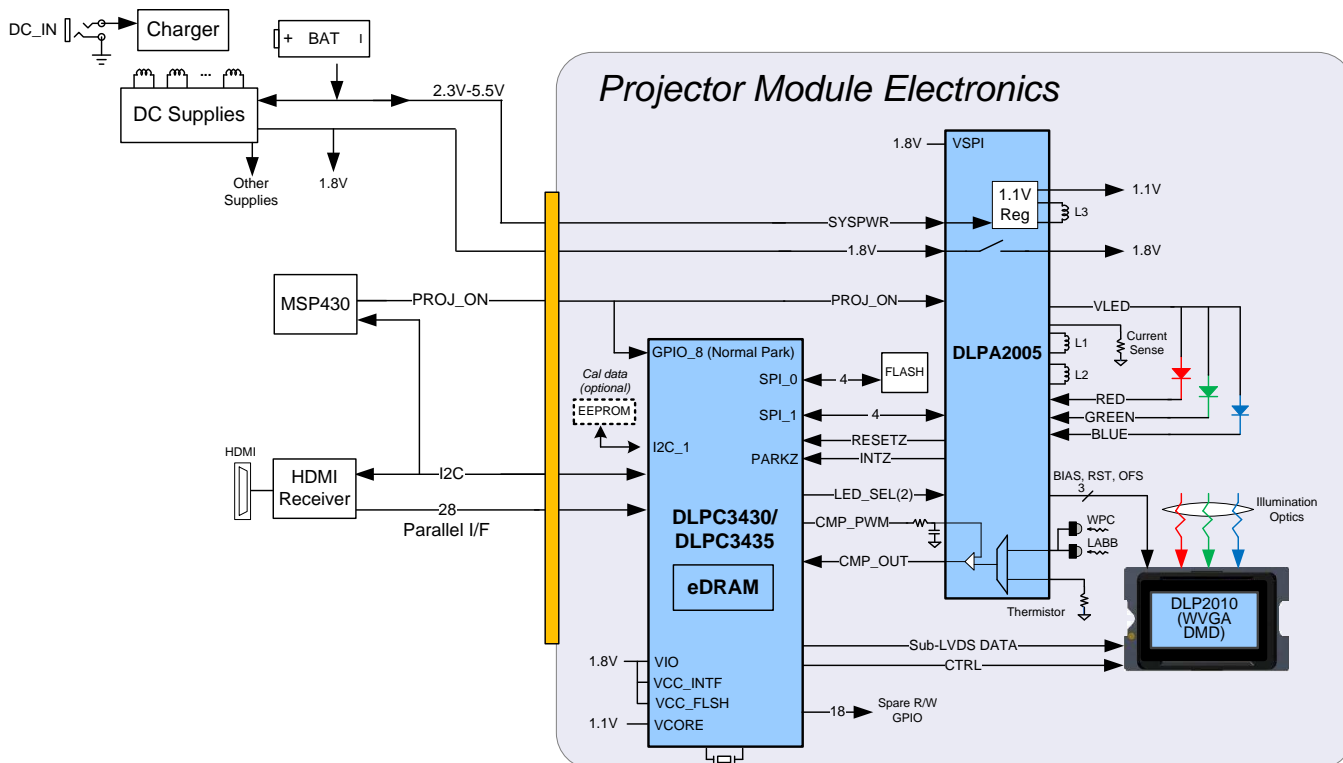 DC_IN
Charger
+ BAT I
Projector Module Electronics
...
2.3V-5.5V
DC Supplies
Other
Supplies
1.8V
1.8V
VSPI
1.1V
Reg
1.1V
L3
SYSPWR
1.8V
1.8V
MSP430
PROJ_ON
PROJ_ON
VLED
DLPA2005
L1
Current
Sense
L2
GPIO_8 (Normal Park)
Cal data
(optional)
EEPROM
SPI_0
4
FLASH
SPI_1
4
RED
GREEN
BLUE
I2C_1
RESETZ
PARKZ
INTZ
HDMI
HDMI
Receiver
I2C
28
Parallel I/F
LED_SEL(2)
BIAS, RST, OFS
3
Illumination
Optics
DLPC3430/
DLPC3435
CMP_PWM
WPC
LABB
CMP_OUT
eDRAM
Thermistor
DLP2010
(WVGA
DMD)
Sub-LVDS DATA
CTRL
1.8V
VIO
VCC_INTF
VCC_FLSH
1.1V
VCORE
18
Spare R/W
GPIO